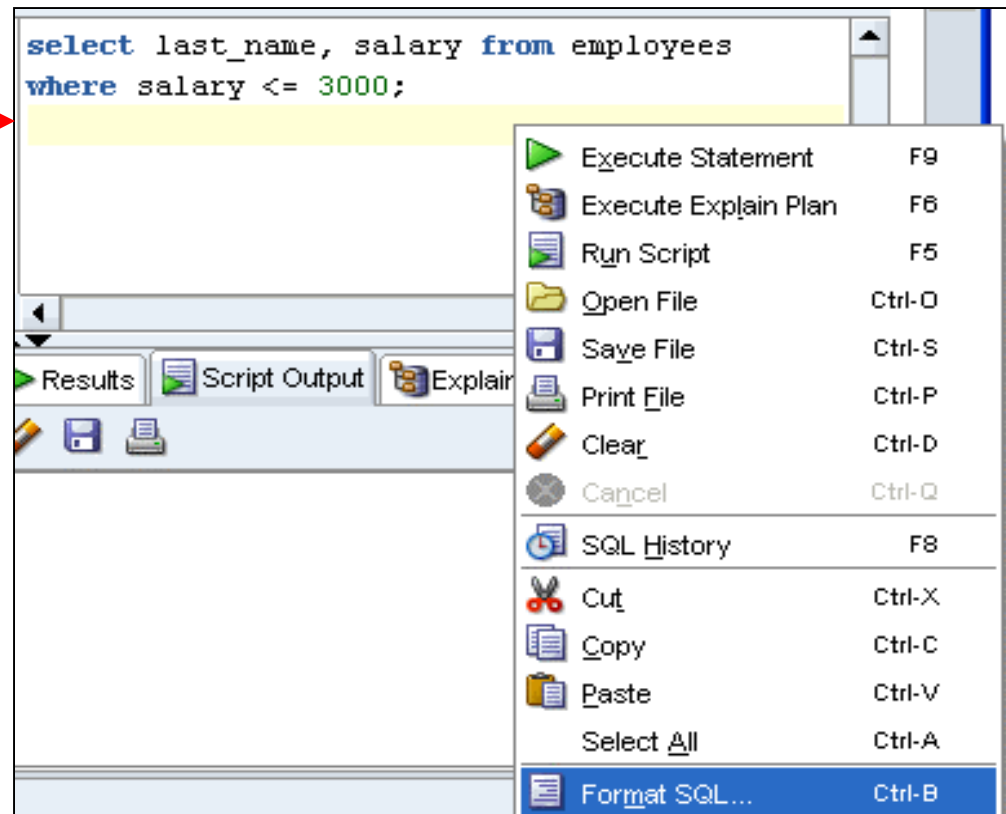 select last_name, salary from employees
where salary <= 3000;
Execute Statement F9
Execute Explain Plan F6
Run Script F5
Open File Ctrl-O
Save File Ctrl-S
Print File Ctrl-P
Clear Ctrl-D
Cancel Ctrl-Q
SQL History F8
Cut Ctrl-X
Copy Ctrl-C
Paste Ctrl-V
Select All Ctrl-A
Format SQL... Ctrl-B
Results Script Output Explain